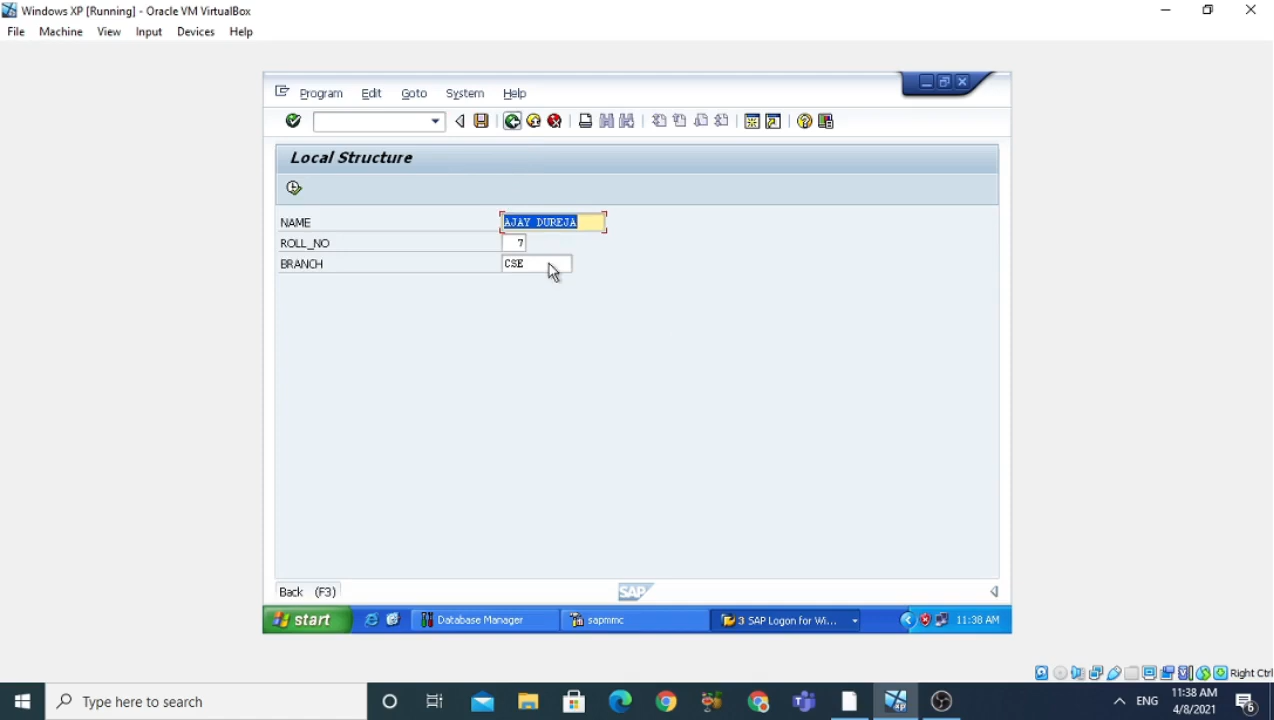 Windows XP [Running] - Oracle VM VirtualBox
File Machine View Input Devices Help
Program Edit Goto System Help
Local Structure
NAME AJAY DUREJA
ROLL_NO 7
BRANCH CSE
Back (F3)
SAP
start Database Manager sapmmc 3 SAP Logon for Wi... 11:38 AM
Right Ctrl
Type here to search
ENG
11:38 AM
4/8/2021
6